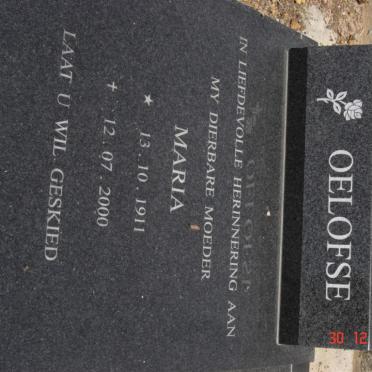 OELOFSE
IN LIEFDEVOLLE HERINNERING AAN
MY DIERBARE MOEDER
MARIA
★ 13.10.1911
✝ 12.07.2000
LAAT U WIL GESKIED
30 12